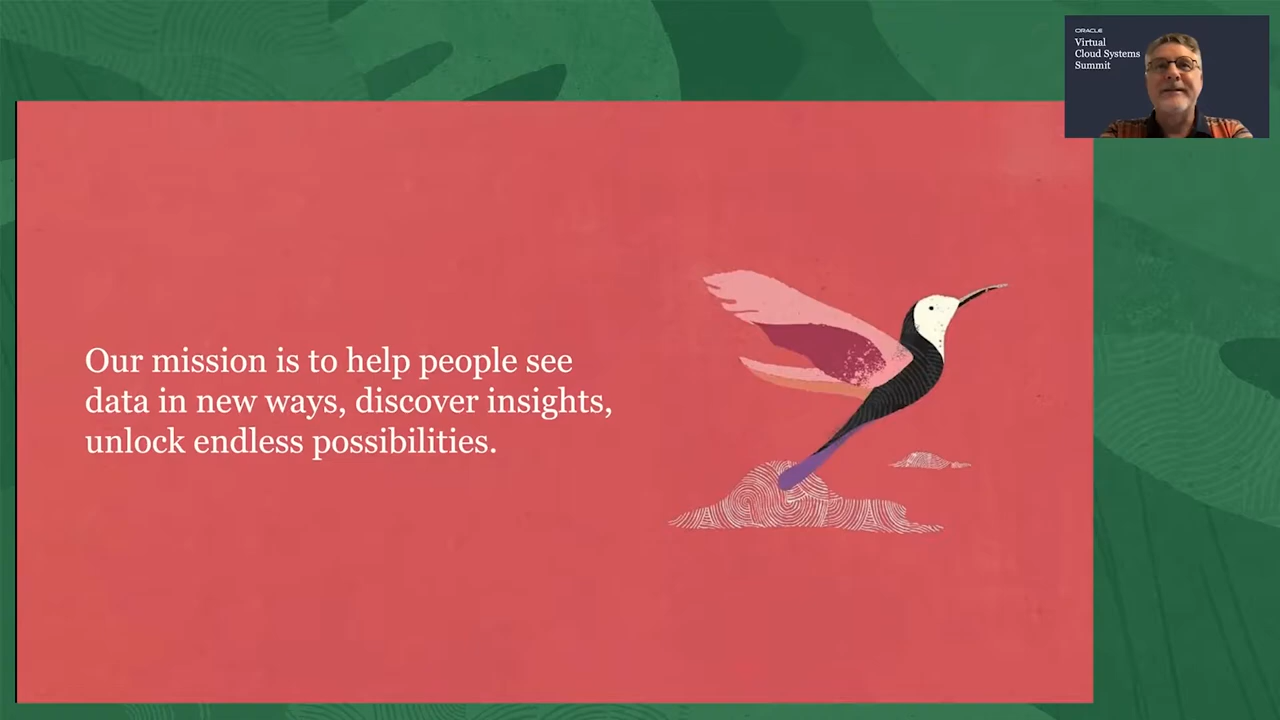 Our mission is to help people see
data in new ways, discover insights,
unlock endless possibilities.
ORACLE
Virtual
Cloud Systems
Summit